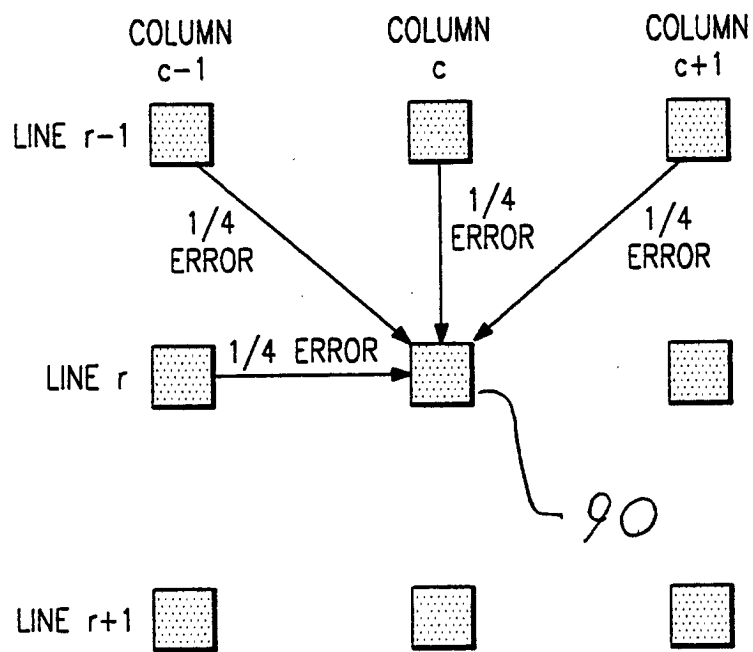 COLUMN COLUMN COLUMN
c-1 c c+1
LINE r-1
1/4 1/4 1/4
ERROR ERROR ERROR
1/4 ERROR
LINE r
90
LINE r+1